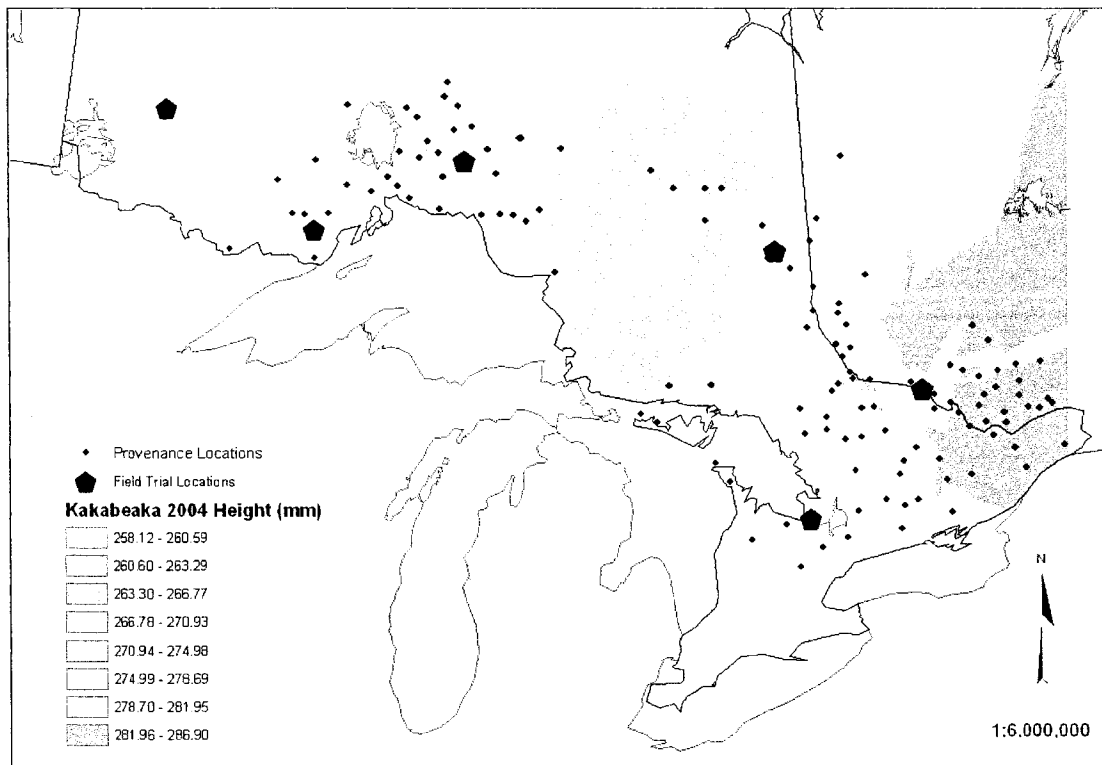 Provenance Locations
Field Trial Locations
Kakabeaka 2004 Height (mm)
258.12 - 260.59
260.60 - 263.29
263.30 - 266.77
266.78 - 270.93
270.94 - 274.98
274.99 - 278.69
278.70 - 281.95
281.96 - 286.90
N
1:6,000,000